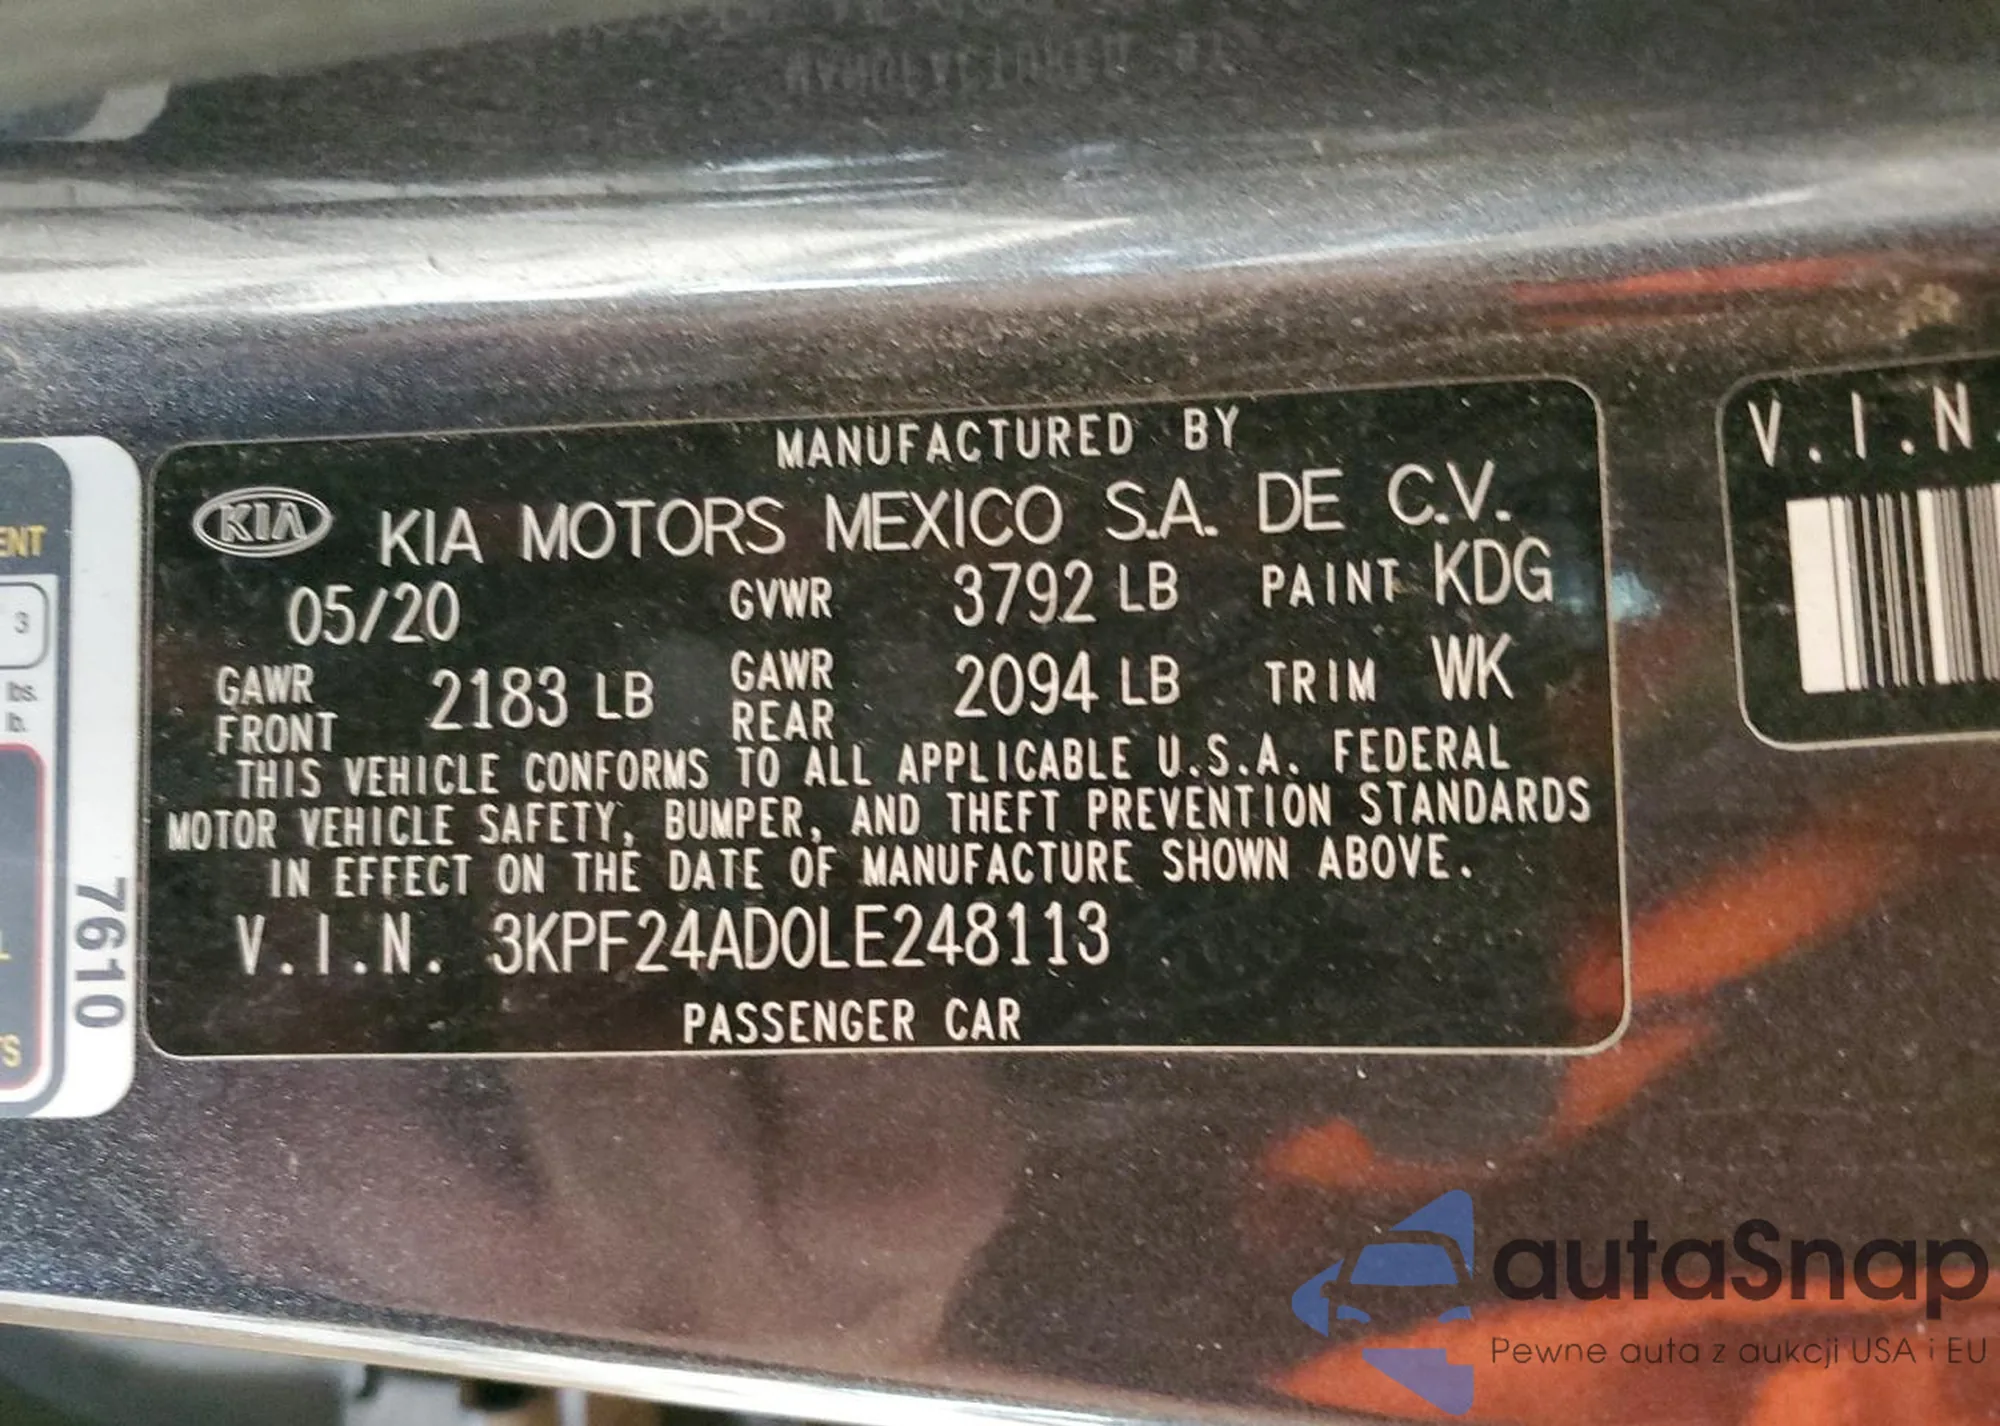 MANUFACTURED BY
KIA KIA MOTORS MEXICO S.A. DE C.V.
05/20 GVWR 3792 LB PAINT KDG
GAWR FRONT 2183 LB GAWR REAR 2094 LB TRIM WK
THIS VEHICLE CONFORMS TO ALL APPLICABLE U.S.A. FEDERAL
MOTOR VEHICLE SAFETY, BUMPER, AND THEFT PREVENTION STANDARDS
IN EFFECT ON THE DATE OF MANUFACTURE SHOWN ABOVE.
V.I.N. 3KPF24AD0LE248113
PASSENGER CAR
V.I.N.
3
lbs.
lb.
7610
autaSnap
Pewne auta z aukcji USA i EU